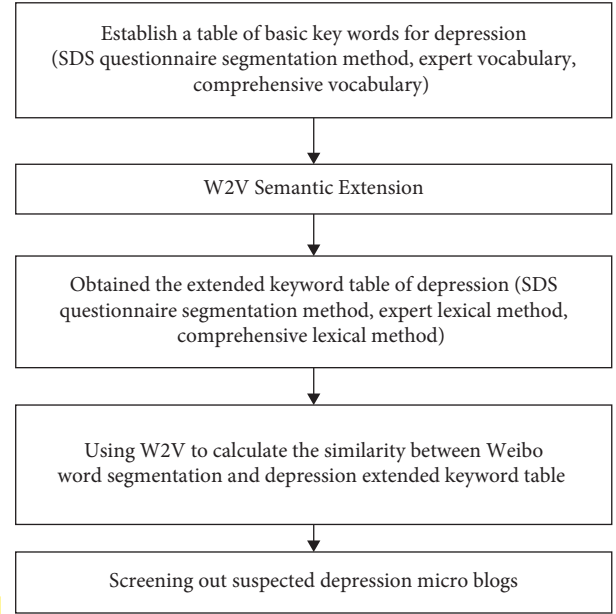 Establish a table of basic key words for depression
(SDS questionnaire segmentation method, expert vocabulary,
comprehensive vocabulary)
W2V Semantic Extension
Obtained the extended keyword table of depression (SDS
questionnaire segmentation method, expert lexical method,
comprehensive lexical method)
Using W2V to calculate the similarity between Weibo
word segmentation and depression extended keyword table
Screening out suspected depression micro blogs